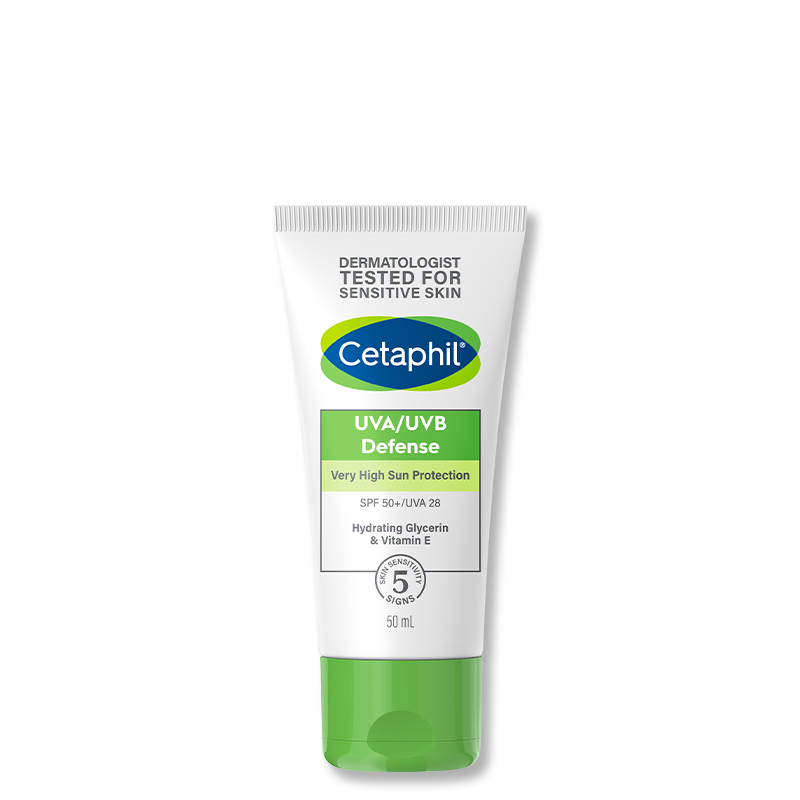 DERMATOLOGIST
TESTED FOR
SENSITIVE SKIN
Cetaphil®
UVA/UVB
Defense
Very High Sun Protection
SPF 50+/UVA 28
Hydrating Glycerin
& Vitamin E
SKIN SENSITIVITY
5
SIGNS
50 mL